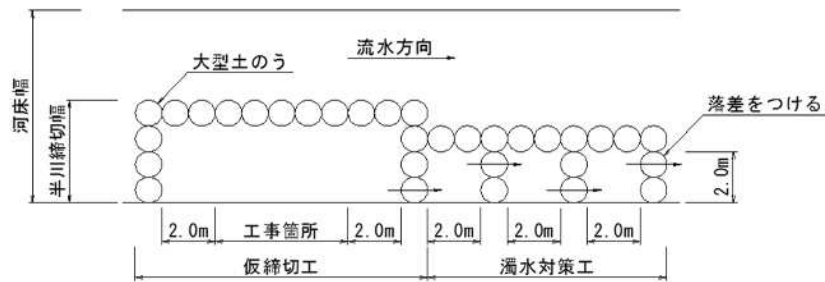 流水方向
大型土のう
落差をつける
河床幅
半川締切幅
2.0m
2.0m
工事箇所
2.0m
2.0m
2.0m
2.0m
仮締切工
濁水対策工